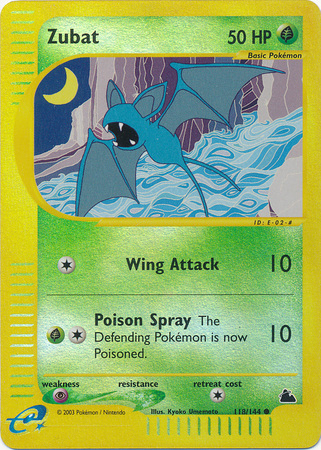 Zubat 50 HP
Basic Pokémon
ID: E-02-#
Wing Attack 10
Poison Spray The
Defending Pokémon is now 10
Poisoned.
weakness resistance retreat cost
© 2003 Pokémon / Nintendo Illus. Kyoko Umemoto 118/144 ●
e